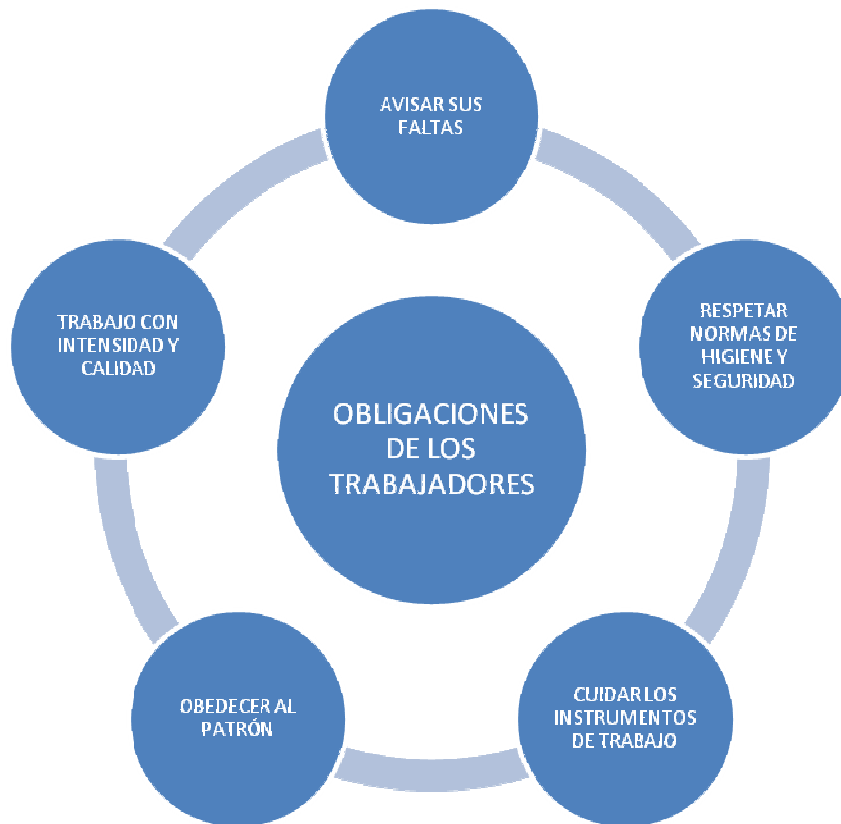 AVISAR SUS
FALTAS
RESPETAR
NORMAS DE
HIGIENE Y
SEGURIDAD
CUIDAR LOS
INSTRUMENTOS
DE TRABAJO
OBEDECER AL
PATRÓN
TRABAJO CON
INTENSIDAD Y
CALIDAD
OBLIGACIONES
DE LOS
TRABAJADORES